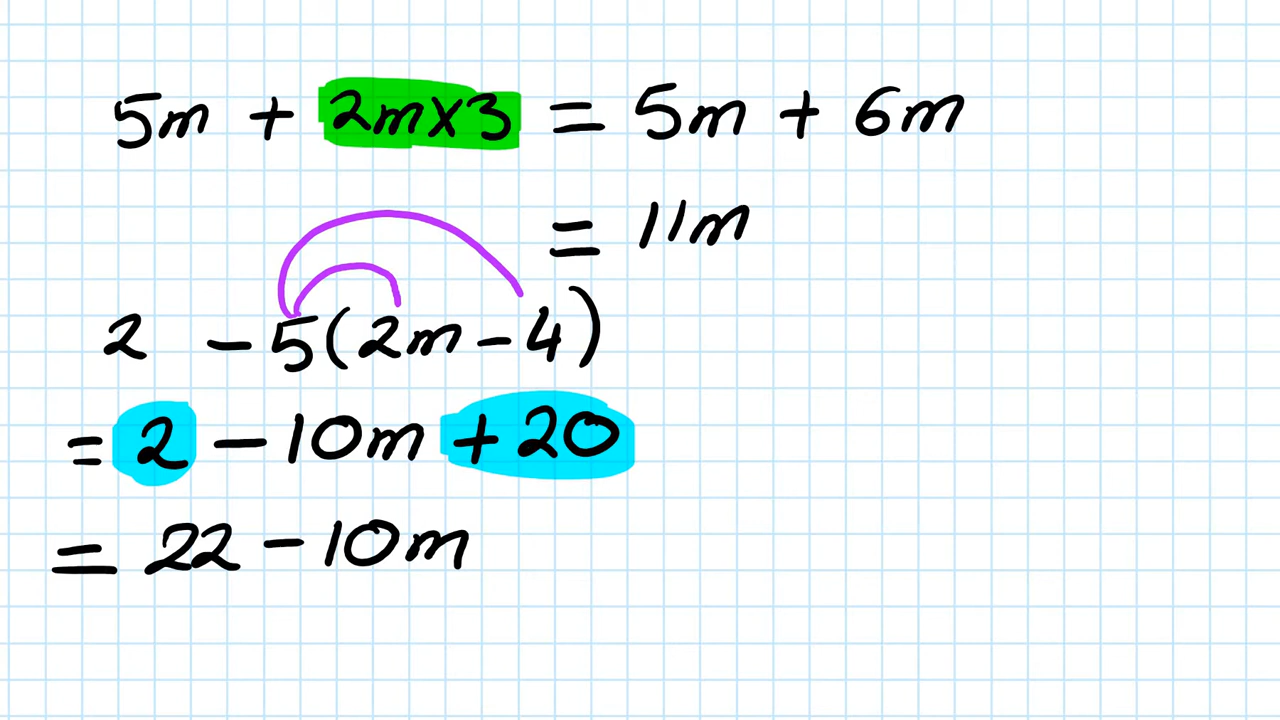 5m + 2m×3 = 5m + 6m
= 11m
2 - 5(2m - 4)
= 2 - 10m + 20
= 22 - 10m